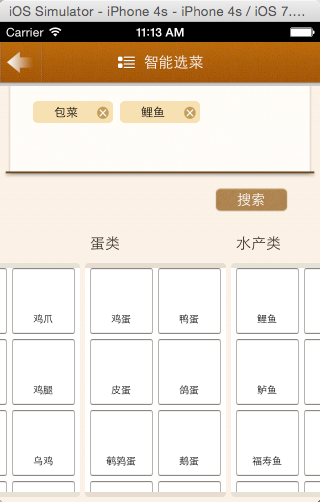 iOS Simulator - iPhone 4s - iPhone 4s / iOS 7....
Carrier 11:13 AM
智能选菜
包菜 鲤鱼
搜索
蛋类 水产类
鸡爪 鸡蛋 鸭蛋 鲤鱼
鸡腿 皮蛋 鸽蛋 鲈鱼
乌鸡 鹌鹑蛋 鹅蛋 福寿鱼